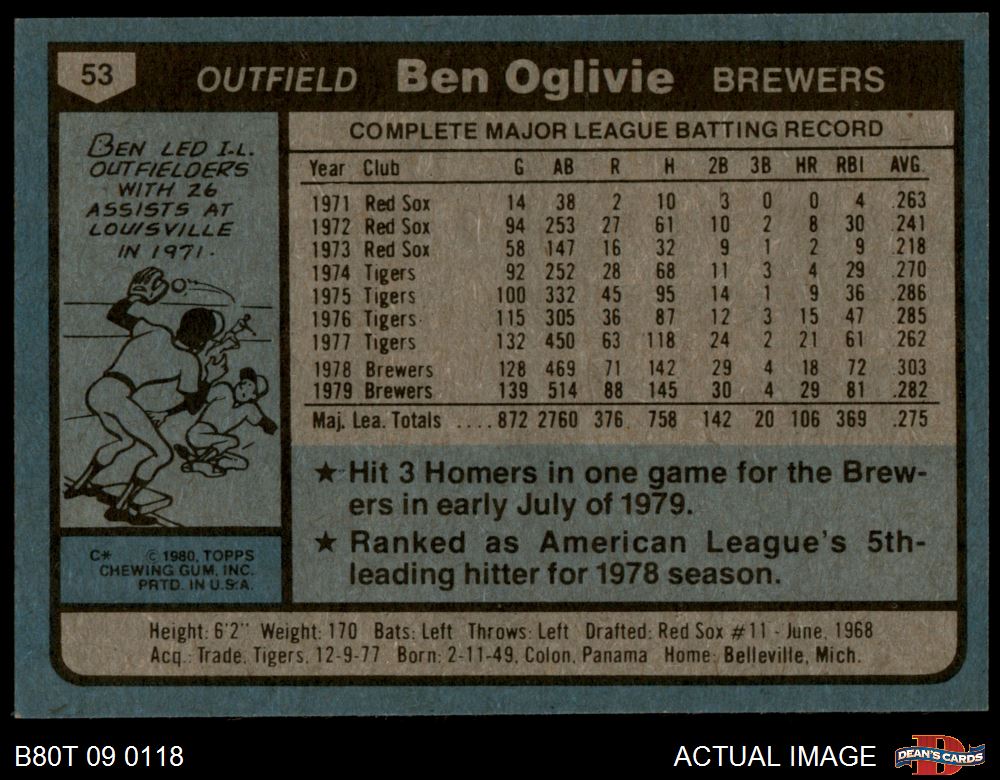 53 OUTFIELD Ben Oglivie BREWERS
BEN LED I.L.
OUTFIELDERS
WITH 26
ASSISTS AT
LOUISVILLE
IN 1971.
C* © 1980, TOPPS
CHEWING GUM, INC.
PRTD. IN U.S.A.
COMPLETE MAJOR LEAGUE BATTING RECORD
Year Club G AB R H 2B 3B HR RBI AVG.
1971 Red Sox 14 38 2 10 3 0 0 4 .263
1972 Red Sox 94 253 27 61 10 2 8 30 .241
1973 Red Sox 58 147 16 32 9 1 2 9 .218
1974 Tigers 92 252 28 68 11 3 4 29 .270
1975 Tigers 100 332 45 95 14 1 9 36 .286
1976 Tigers 115 305 36 87 12 3 15 47 .285
1977 Tigers 132 450 63 118 24 2 21 61 .262
1978 Brewers 128 469 71 142 29 4 18 72 .303
1979 Brewers 139 514 88 145 30 4 29 81 .282
Maj. Lea. Totals ....872 2760 376 758 142 20 106 369 .275
★ Hit 3 Homers in one game for the Brew-
ers in early July of 1979.
★ Ranked as American League's 5th-
leading hitter for 1978 season.
Height: 6'2" Weight: 170 Bats: Left Throws: Left Drafted: Red Sox #11 - June, 1968
Acq.: Trade, Tigers, 12-9-77 Born: 2-11-49, Colon, Panama Home: Belleville, Mich.
B80T 09 0118 ACTUAL IMAGE DEAN'S CARDS